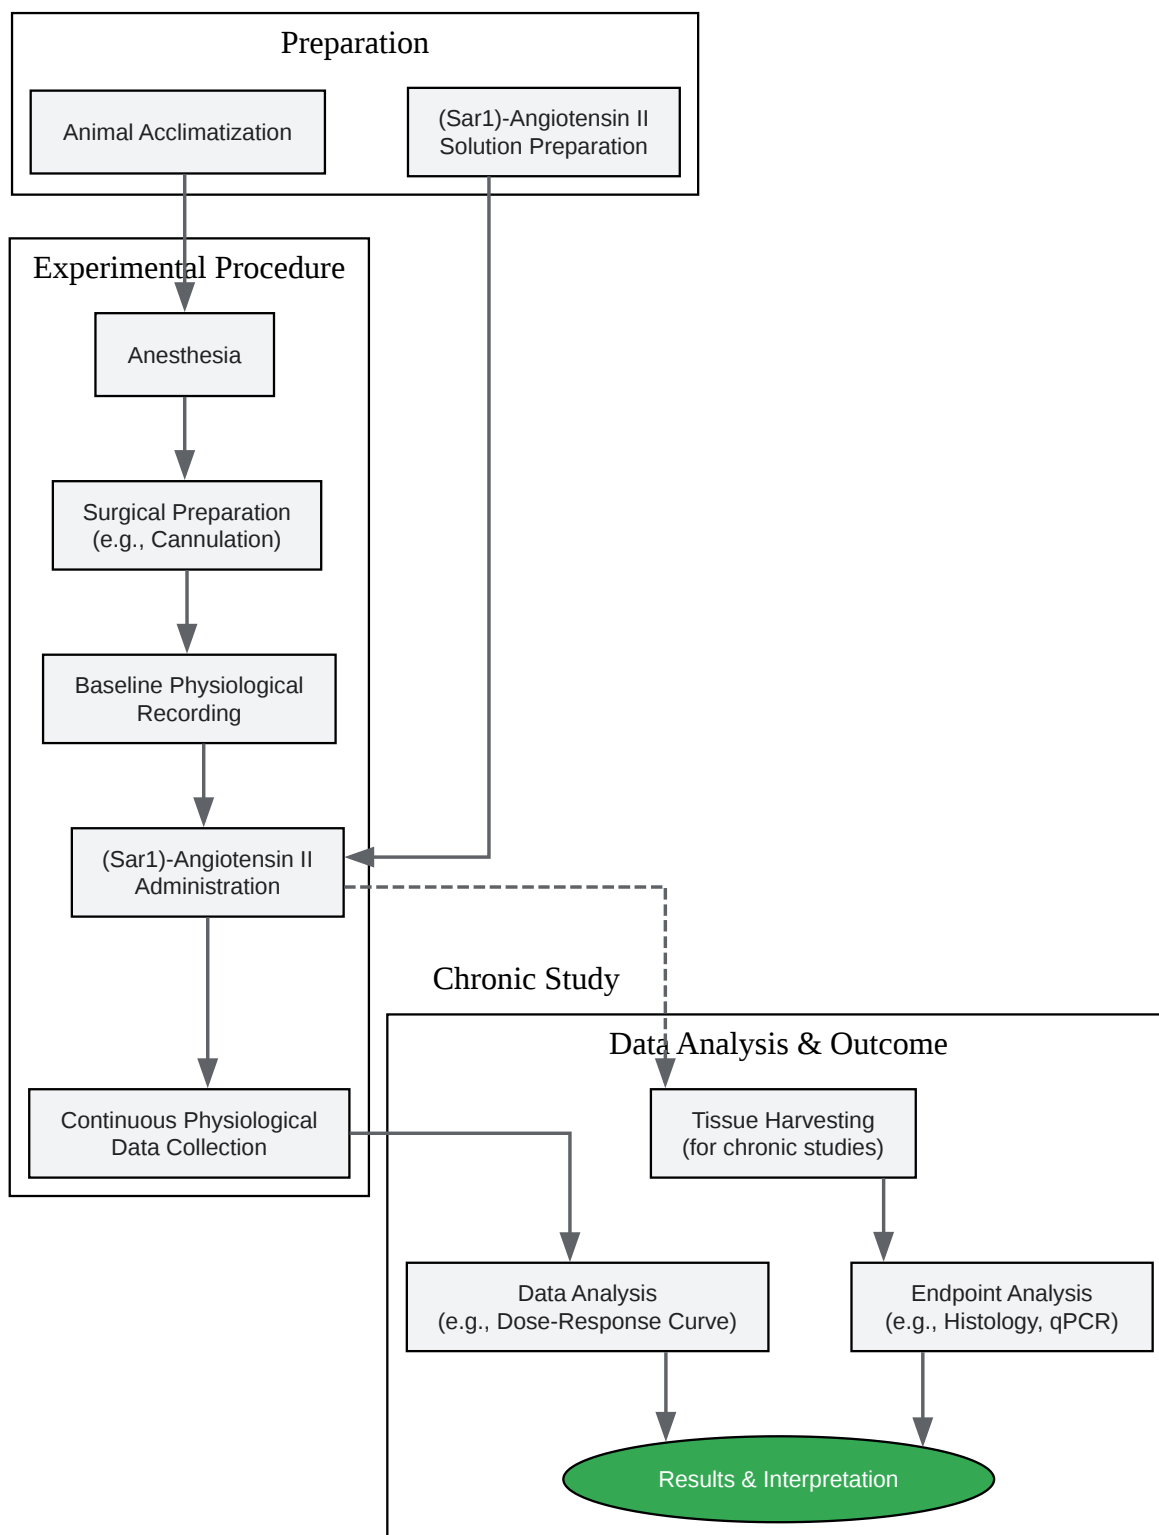 Preparation
Animal Acclimatization
(Sar1)-Angiotensin II
Solution Preparation
Experimental Procedure
Anesthesia
Surgical Preparation
(e.g., Cannulation)
Baseline Physiological
Recording
(Sar1)-Angiotensin II
Administration
Chronic Study
Data Analysis & Outcome
Continuous Physiological
Data Collection
Tissue Harvesting
(for chronic studies)
Data Analysis
(e.g., Dose-Response Curve)
Endpoint Analysis
(e.g., Histology, qPCR)
Results & Interpretation